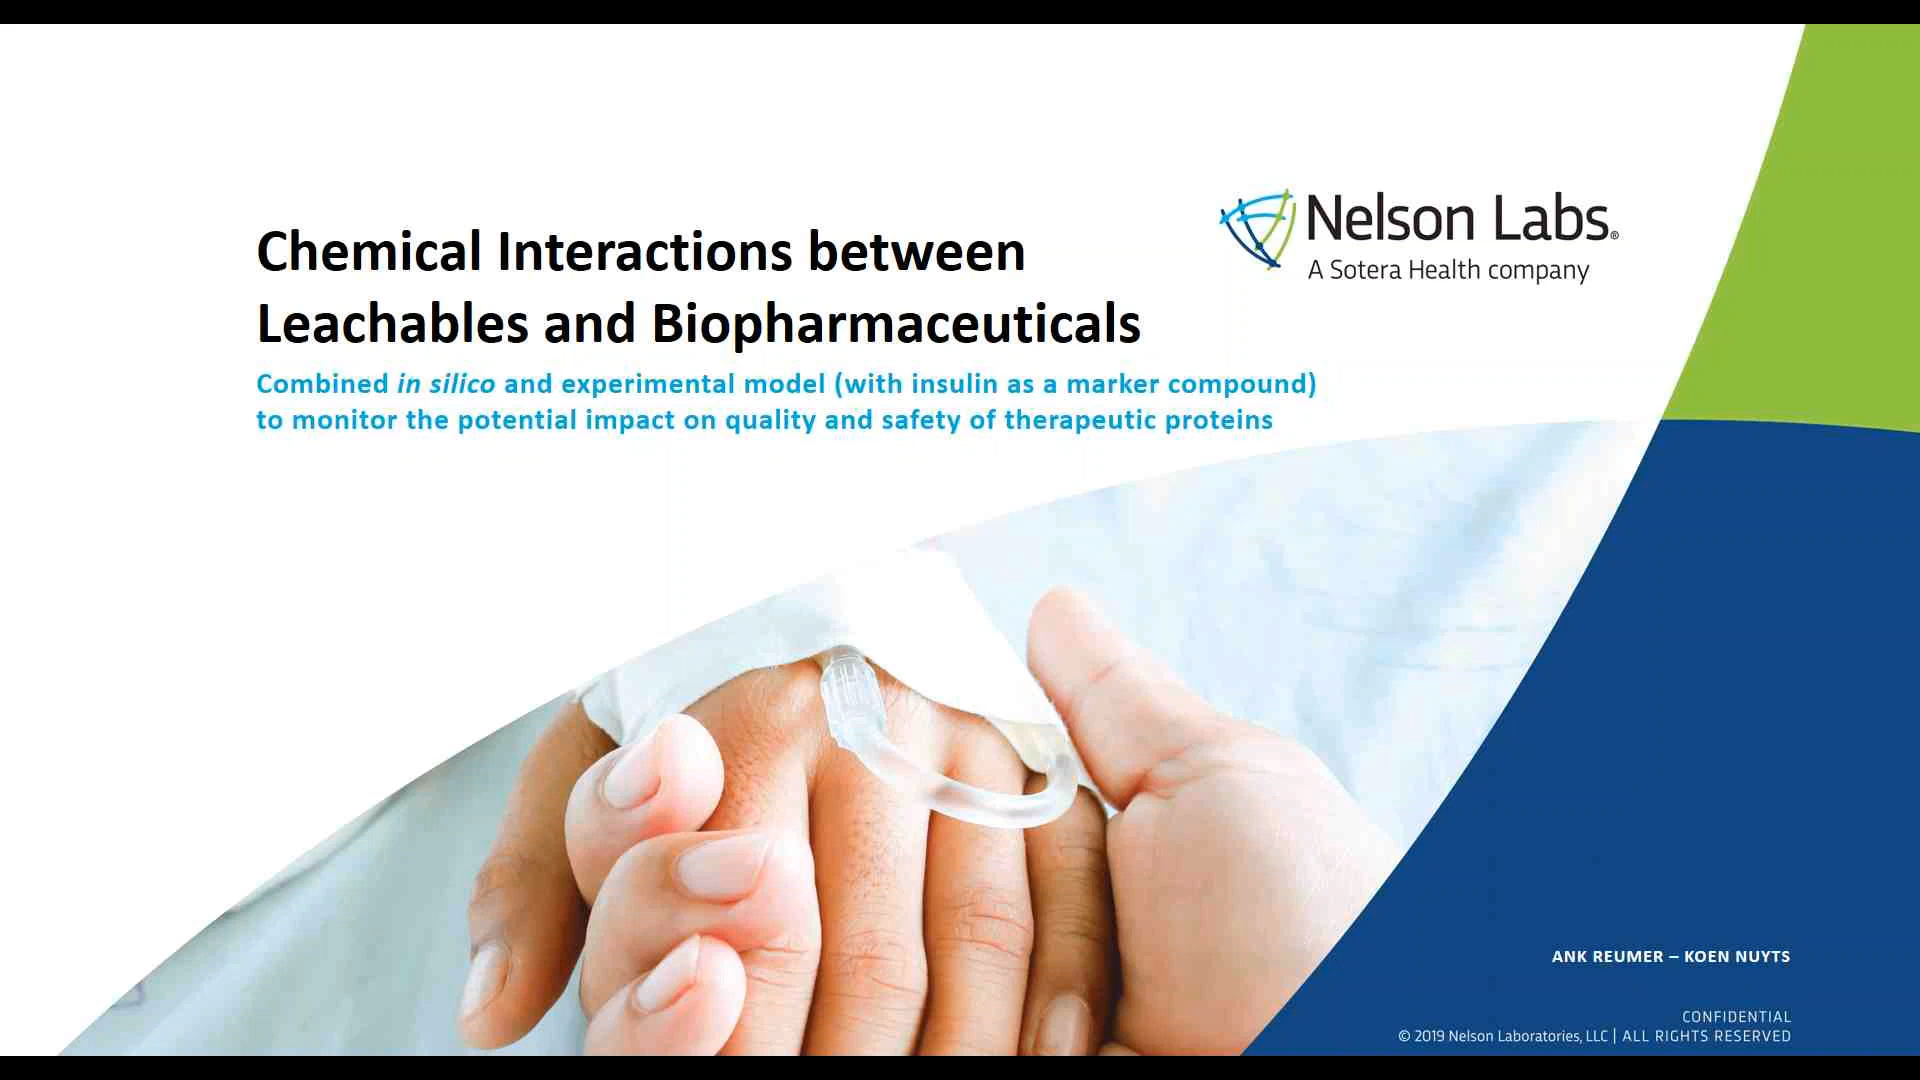 Nelson Labs®
A Sotera Health company
Chemical Interactions between
Leachables and Biopharmaceuticals
Combined in silico and experimental model (with insulin as a marker compound)
to monitor the potential impact on quality and safety of therapeutic proteins
ANK REUMER – KOEN NUYTS
CONFIDENTIAL
© 2019 Nelson Laboratories, LLC | ALL RIGHTS RESERVED